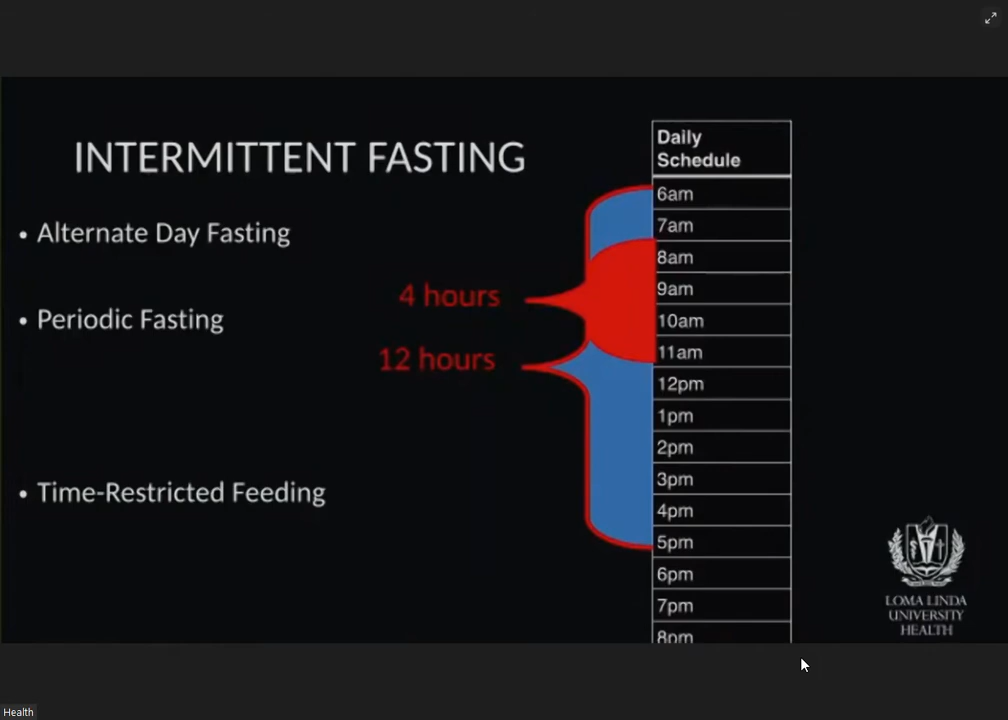 INTERMITTENT FASTING
• Alternate Day Fasting
• Periodic Fasting
• Time-Restricted Feeding
4 hours
12 hours
Daily
Schedule
6am
7am
8am
9am
10am
11am
12pm
1pm
2pm
3pm
4pm
5pm
6pm
7pm
8pm
LOMA LINDA
UNIVERSITY
HEALTH
Health